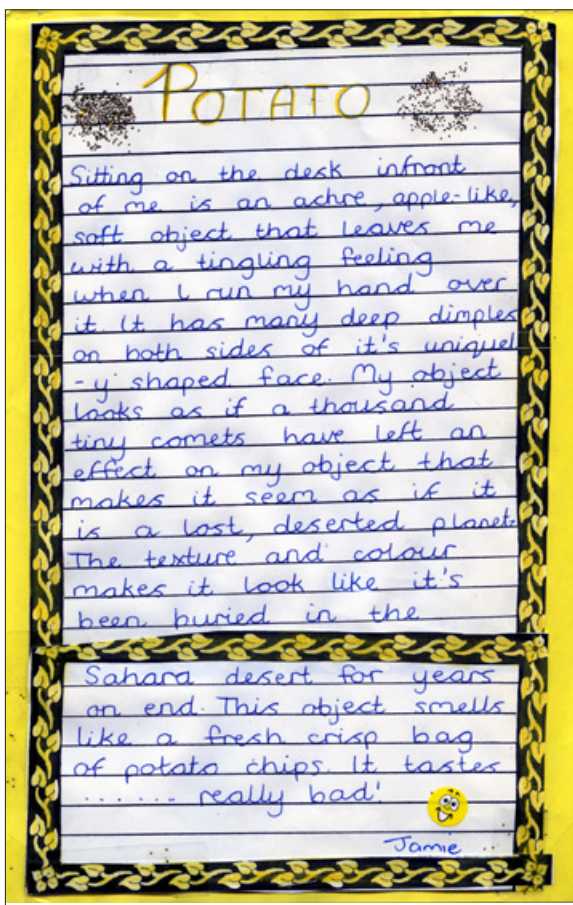 POTATO
Sitting on the desk infront
of me is an achre, apple-like,
soft object that leaves me
with a tingling feeling
when I run my hand over
it. It has many deep dimples
on both sides of it's uniquel
-y shaped face. My object
looks as if a thousand
tiny comets have left an
effect on my object that
makes it seem as if it
is a lost, deserted planet.
The texture and colour
makes it look like it's
been buried in the
Sahara desert for years
on end. This object smells
like a fresh crisp bag
of potato chips. It tastes
...... really bad!
Jamie